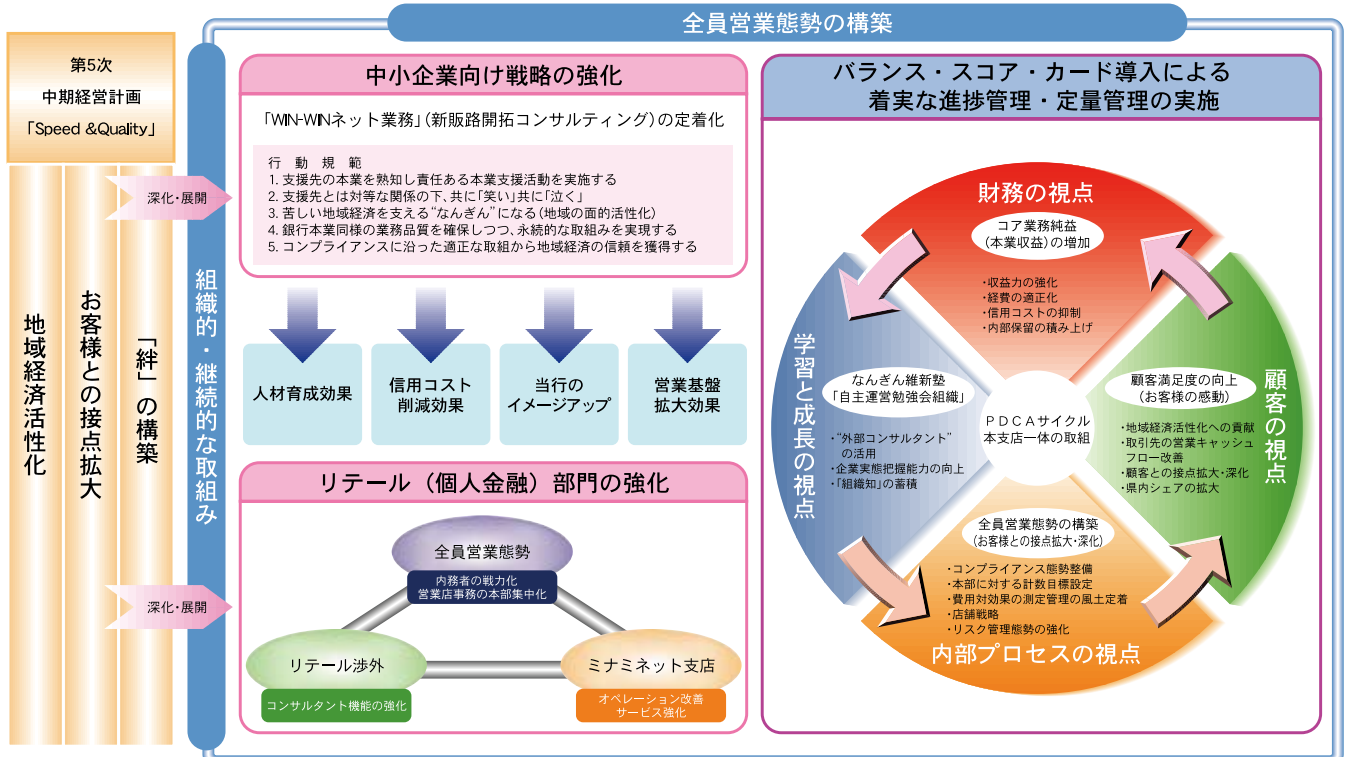 全員営業態勢の構築
第5次
中期経営計画
「Speed &Quality」
地域経済活性化
お客様との接点拡大
「絆」の構築
深化・展開
深化・展開
組織的・継続的な取組み
中小企業向け戦略の強化
「WIN-WINネット業務」(新販路開拓コンサルティング)の定着化
行動規範
1. 支援先の本業を熟知し責任ある本業支援活動を実施する
2. 支援先とは対等な関係の下、共に「笑い」共に「泣く」
3. 苦しい地域経済を支える“なんぎん”になる(地域の面的活性化)
4. 銀行本業同様の業務品質を確保しつつ、永続的な取組みを実現する
5. コンプライアンスに沿った適正な取組から地域経済の信頼を獲得する
人材育成効果
信用コスト
削減効果
当行の
イメージアップ
営業基盤
拡大効果
リテール(個人金融)部門の強化
全員営業態勢
内務者の戦力化
営業店事務の本部集中化
リテール渉外
コンサルタント機能の強化
ミナミネット支店
オペレーション改善
サービス強化
バランス・スコア・カード導入による
着実な進捗管理・定量管理の実施
財務の視点
コア業務純益
(本業収益)の増加
・収益力の強化
・経費の適正化
・信用コストの抑制
・内部保留の積み上げ
学習と成長の視点
なんぎん維新塾
「自主運営勉強会組織」
・“外部コンサルタント”
の活用
・企業実態把握能力の向上
・「組織知」の蓄積
PDCAサイクル
本支店一体の取組
顧客の視点
顧客満足度の向上
(お客様の感動)
・地域経済活性化への貢献
・取引先の営業キャッシュ
フロー改善
・顧客との接点拡大・深化
・県内シェアの拡大
全員営業態勢の構築
(お客様との接点拡大・深化)
・コンプライアンス態勢整備
・本部に対する計数目標設定
・費用対効果の測定管理の風土定着
・店舗戦略
・リスク管理態勢の強化
内部プロセスの視点